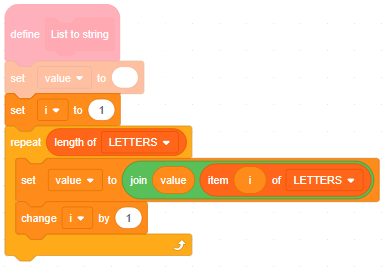 define List to string
set value to
set i to 1
repeat length of LETTERS
set value to join value item i of LETTERS
change i by 1